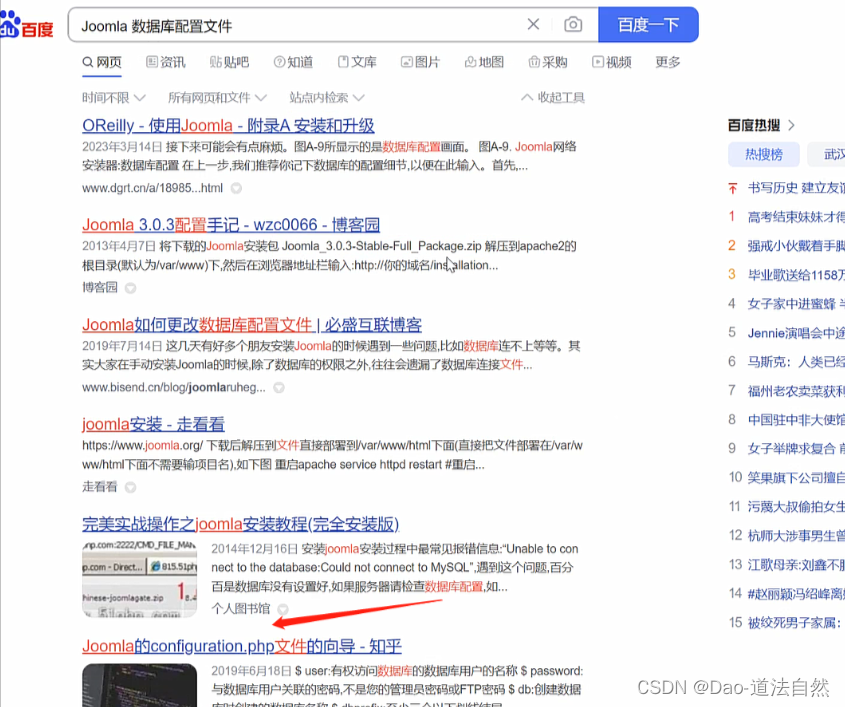 百度
Joomla 数据库配置文件
百度一下
网页
资讯
贴吧
知道
文库
图片
地图
采购
视频
更多
时间不限
所有网页和文件
站点内检索
收起工具
OReilly - 使用Joomla - 附录A 安装和升级
2023年3月14日 接下来可能会有点麻烦。图A-9所显示的是数据库配置画面。 图A-9. Joomla网络
安装器:数据库配置 在上一步,我们推荐你记下数据库的配置细节,以便在此输入。首先,...
www.dgrt.cn/a/18985...html
Joomla 3.0.3配置手记 - wzc0066 - 博客园
2013年4月7日 将下载的Joomla安装包 Joomla_3.0.3-Stable-Full_Package.zip 解压到apache2的
根目录(默认为/var/www)下,然后在浏览器地址栏输入:http://你的域名/installation...
博客园
Joomla如何更改数据库配置文件 | 必盛互联博客
2019年7月14日 这几天有好多个朋友安装Joomla的时候遇到一些问题,比如数据库连不上等等。其
实大家在手动安装Joomla的时候,除了数据库的权限之外,往往会遗漏了数据库连接文件...
www.bisend.cn/blog/joomlaruheg...
joomla安装 - 走看看
https://www.joomla.org/ 下载后解压到文件直接部署到/var/www/html下面(直接把文件部署在/var/w
ww/html下面不需要输项目名),如下图 重启apache service httpd restart #重启...
走看看
完美实战操作之joomla安装教程(完全安装版)
2014年12月16日 安装joomla安装过程中最常见报错信息:“Unable to con
nect to the database:Could not connect to MySQL”,遇到这个问题,百分
百是数据库没有设置好,如果服务器请检查数据库配置,如...
个人图书馆
.com:2222/CMD_FILE_MAN
p.com - Direct...
815.51ph
hinese-joomlagate.zip
1
8.4
Joomla的configuration.php文件的向导 - 知乎
2019年6月18日 $ user:有权访问数据库的数据库用户的名称 $ password:
与数据库用户关联的密码,不是您的管理员密码或FTP密码 $ db:创建数据
百度热搜
热搜榜
武汉
书写历史 建立友谊
1 高考结束妹妹才得
2 强戒小伙戴着手脚
3 毕业歌送给1158万
4 女子家中进蜜蜂
5 Jennie演唱会中途
6 马斯克：人类已经
7 福州老农卖菜获利
8 中国驻中非大使馆
9 女子举牌求复合
10 笑果旗下公司擅自
11 污蔑大叔偷拍女生
12 杭师大涉事男生曾
13 江歌母亲:刘鑫不服
14 #赵丽颖冯绍峰离
15 被绞死男子家属:
CSDN @Dao-道法自然